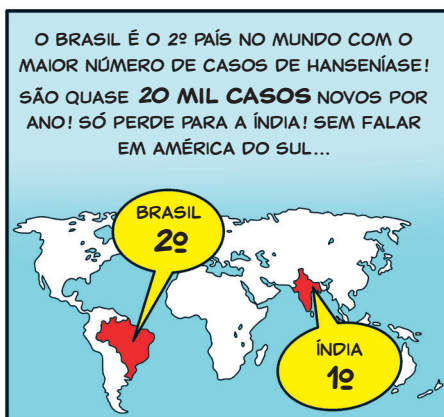 O BRASIL É O 2º PAÍS NO MUNDO COM O
MAIOR NÚMERO DE CASOS DE HANSENÍASE!
SÃO QUASE 20 MIL CASOS NOVOS POR
ANO! SÓ PERDE PARA A ÍNDIA! SEM FALAR
EM AMÉRICA DO SUL...
BRASIL
2º
ÍNDIA
1º